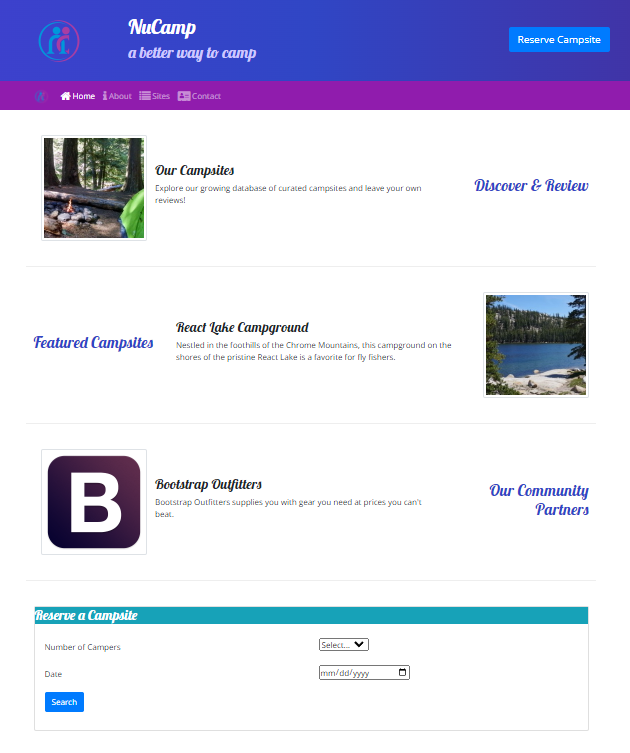 NuCamp
a better way to camp
Reserve Campsite
Home About Sites Contact
Our Campsites
Explore our growing database of curated campsites and leave your own
reviews!
Discover & Review
Featured Campsites
React Lake Campground
Nestled in the foothills of the Chrome Mountains, this campground on the
shores of the pristine React Lake is a favorite for fly fishers.
B
Bootstrap Outfitters
Bootstrap Outfitters supplies you with gear you need at prices you can't
beat.
Our Community
Partners
Reserve a Campsite
Number of Campers
Select...
Date
mm/dd/yyyy
Search